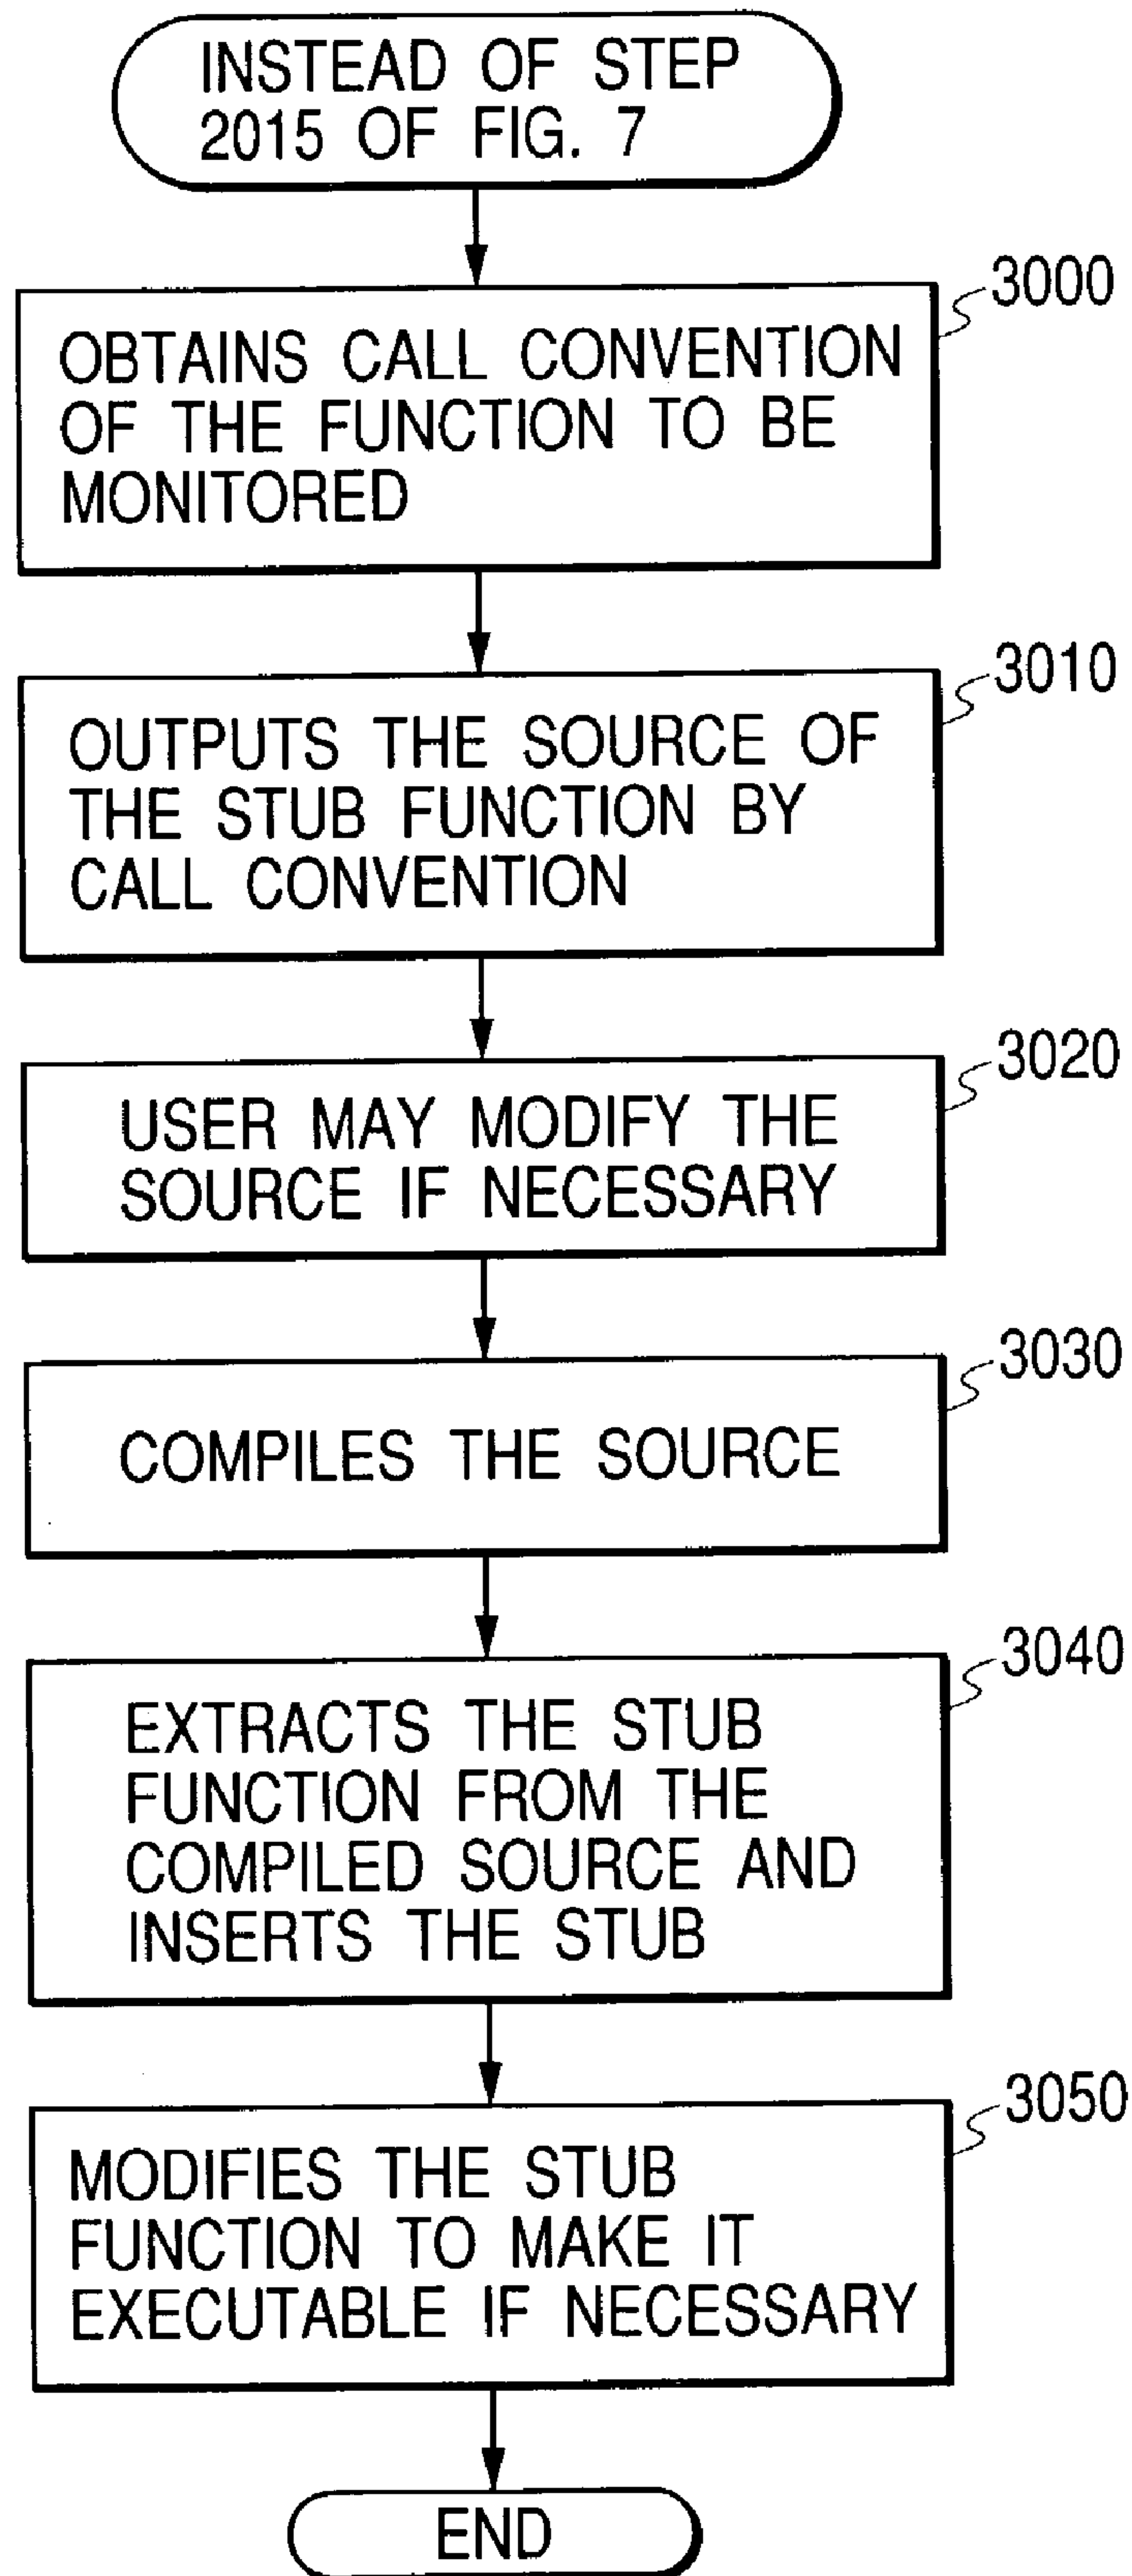 INSTEAD OF STEP
2015 OF FIG. 7
3000
OBTAINS CALL CONVENTION
OF THE FUNCTION TO BE
MONITORED
3010
OUTPUTS THE SOURCE OF
THE STUB FUNCTION BY
CALL CONVENTION
3020
USER MAY MODIFY THE
SOURCE IF NECESSARY
3030
COMPILES THE SOURCE
3040
EXTRACTS THE STUB
FUNCTION FROM THE
COMPILED SOURCE AND
INSERTS THE STUB
3050
MODIFIES THE STUB
FUNCTION TO MAKE IT
EXECUTABLE IF NECESSARY
END